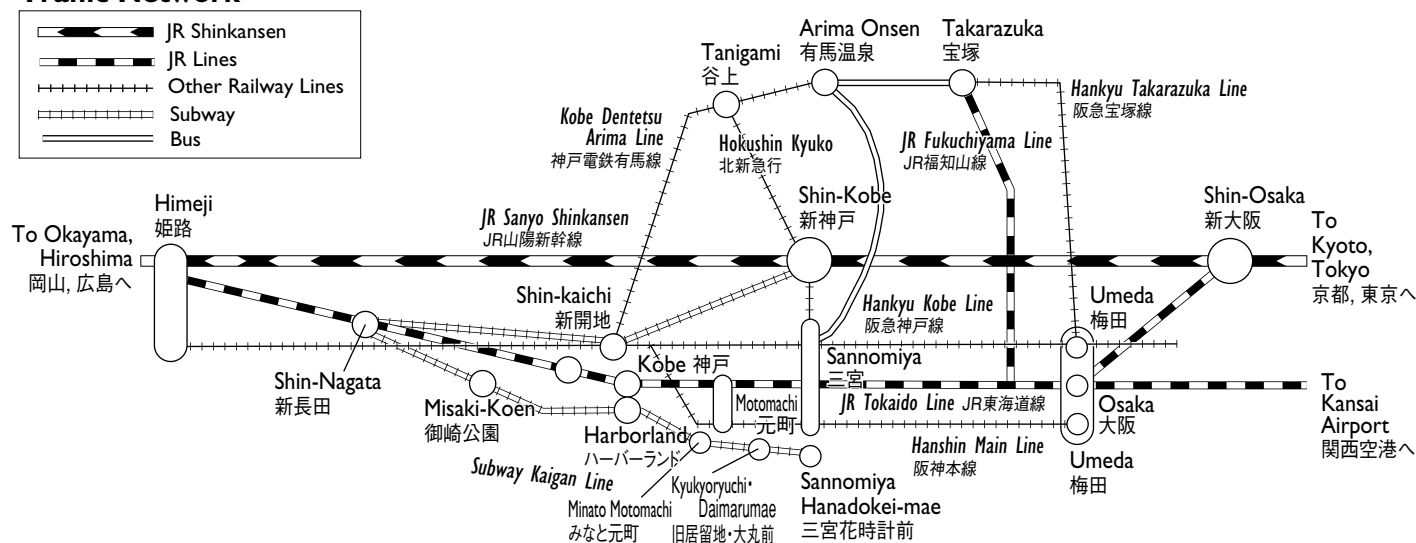 JR Shinkansen
JR Lines
Other Railway Lines
Subway
Bus
Tanigami
谷上
Arima Onsen
有馬温泉
Takarazuka
宝塚
Kobe Dentetsu
Arima Line
神戸電鉄有馬線
Hokushin Kyuko
北新急行
JR Fukuchiyama Line
JR福知山線
Hankyu Takarazuka Line
阪急宝塚線
Himeji
姫路
To Okayama,
Hiroshima
岡山, 広島へ
JR Sanyo Shinkansen
JR山陽新幹線
Shin-Kobe
新神戸
Shin-Osaka
新大阪
To
Kyoto,
Tokyo
京都, 東京へ
Shin-kaichi
新開地
Hankyu Kobe Line
阪急神戸線
Umeda
梅田
Shin-Nagata
新長田
Kobe 神戸
Sannomiya
三宮
Misaki-Koen
御崎公園
Motomachi
元町
JR Tokaido Line JR東海道線
Osaka
大阪
To
Kansai
Airport
関西空港へ
Harborland
ハーバーランド
Hanshin Main Line
阪神本線
Umeda
梅田
Subway Kaigan Line
Minato Motomachi
みなと元町
Kyukyoryuchi・
Daimarumae
旧居留地・大丸前
Sannomiya
Hanadokei-mae
三宮花時計前